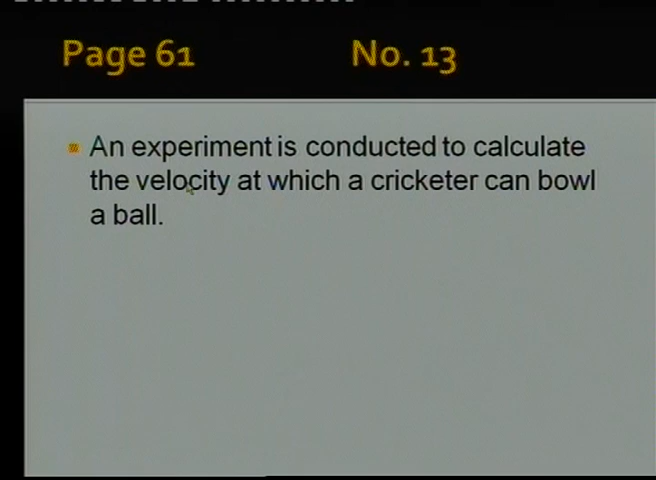 Page 61 No. 13
An experiment is conducted to calculate
the velocity at which a cricketer can bowl
a ball.